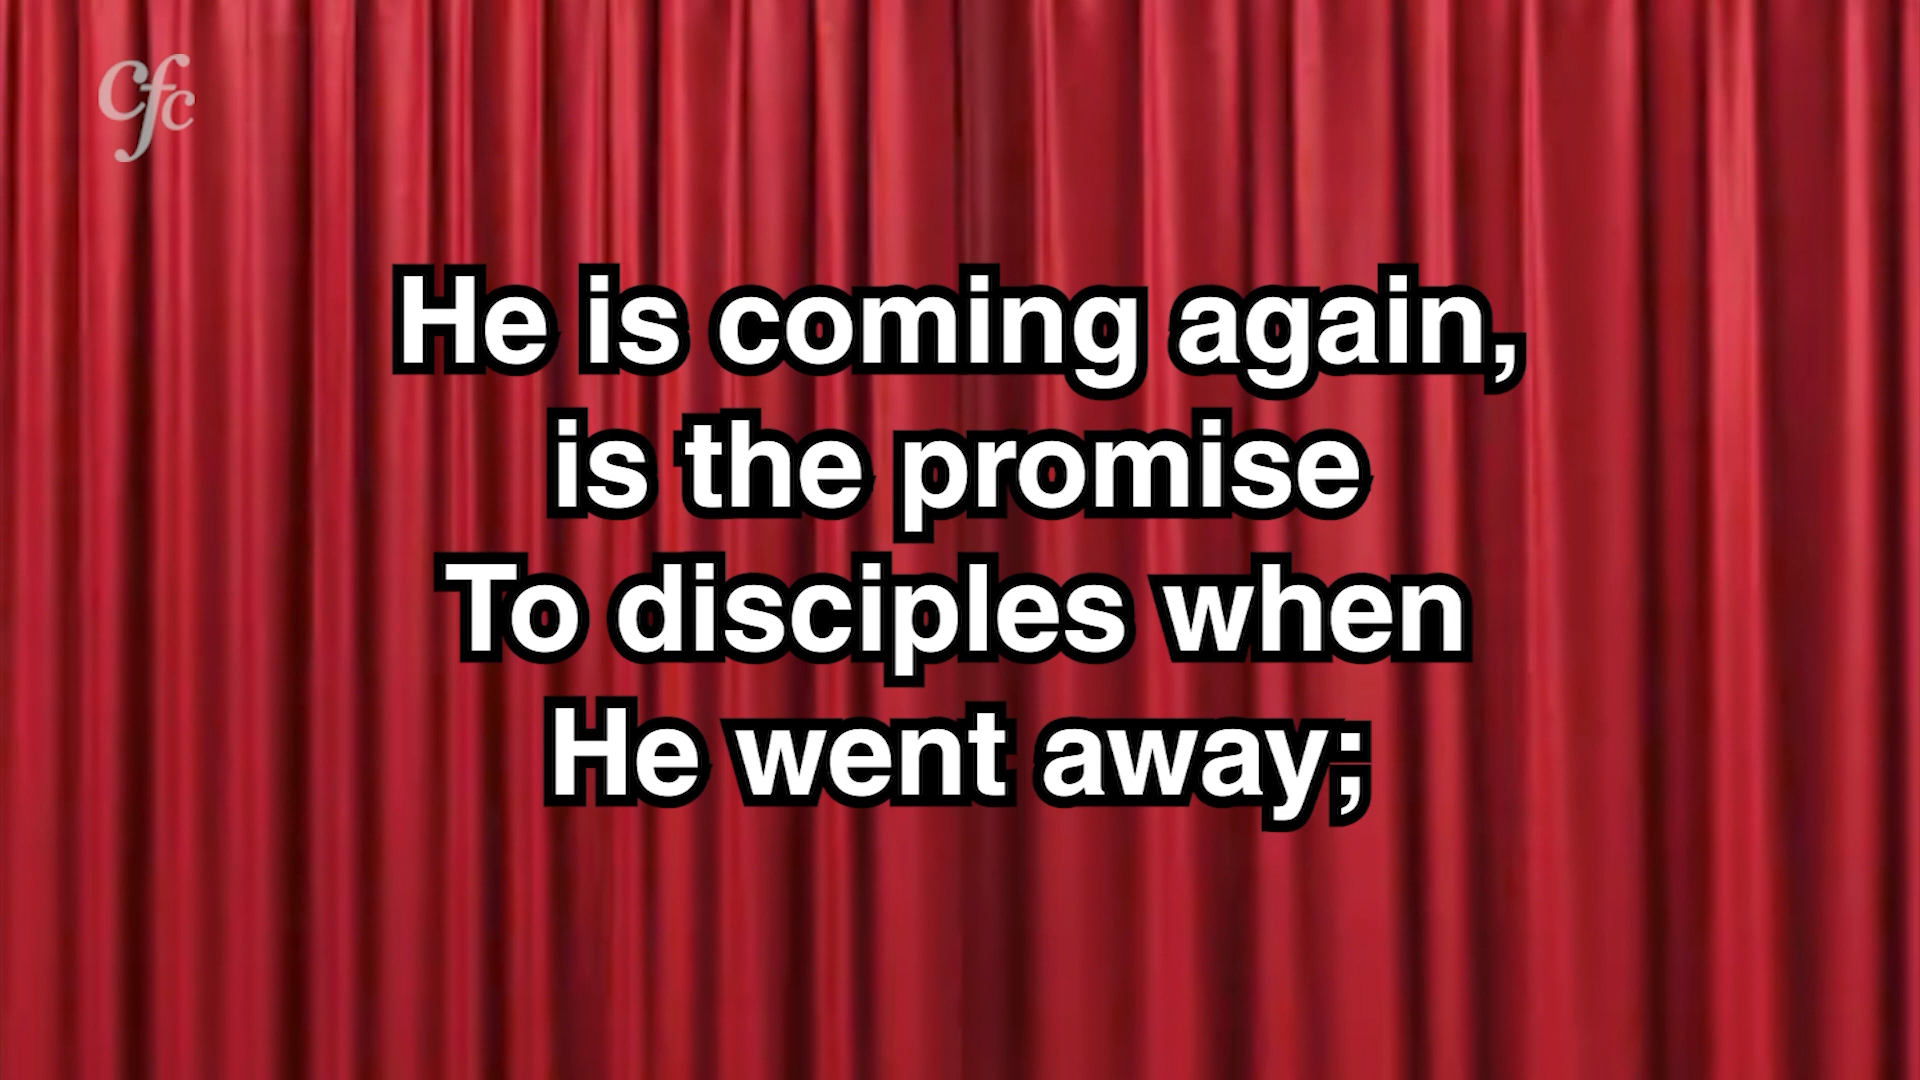 cfc
He is coming again,
is the promise
To disciples when
He went away;